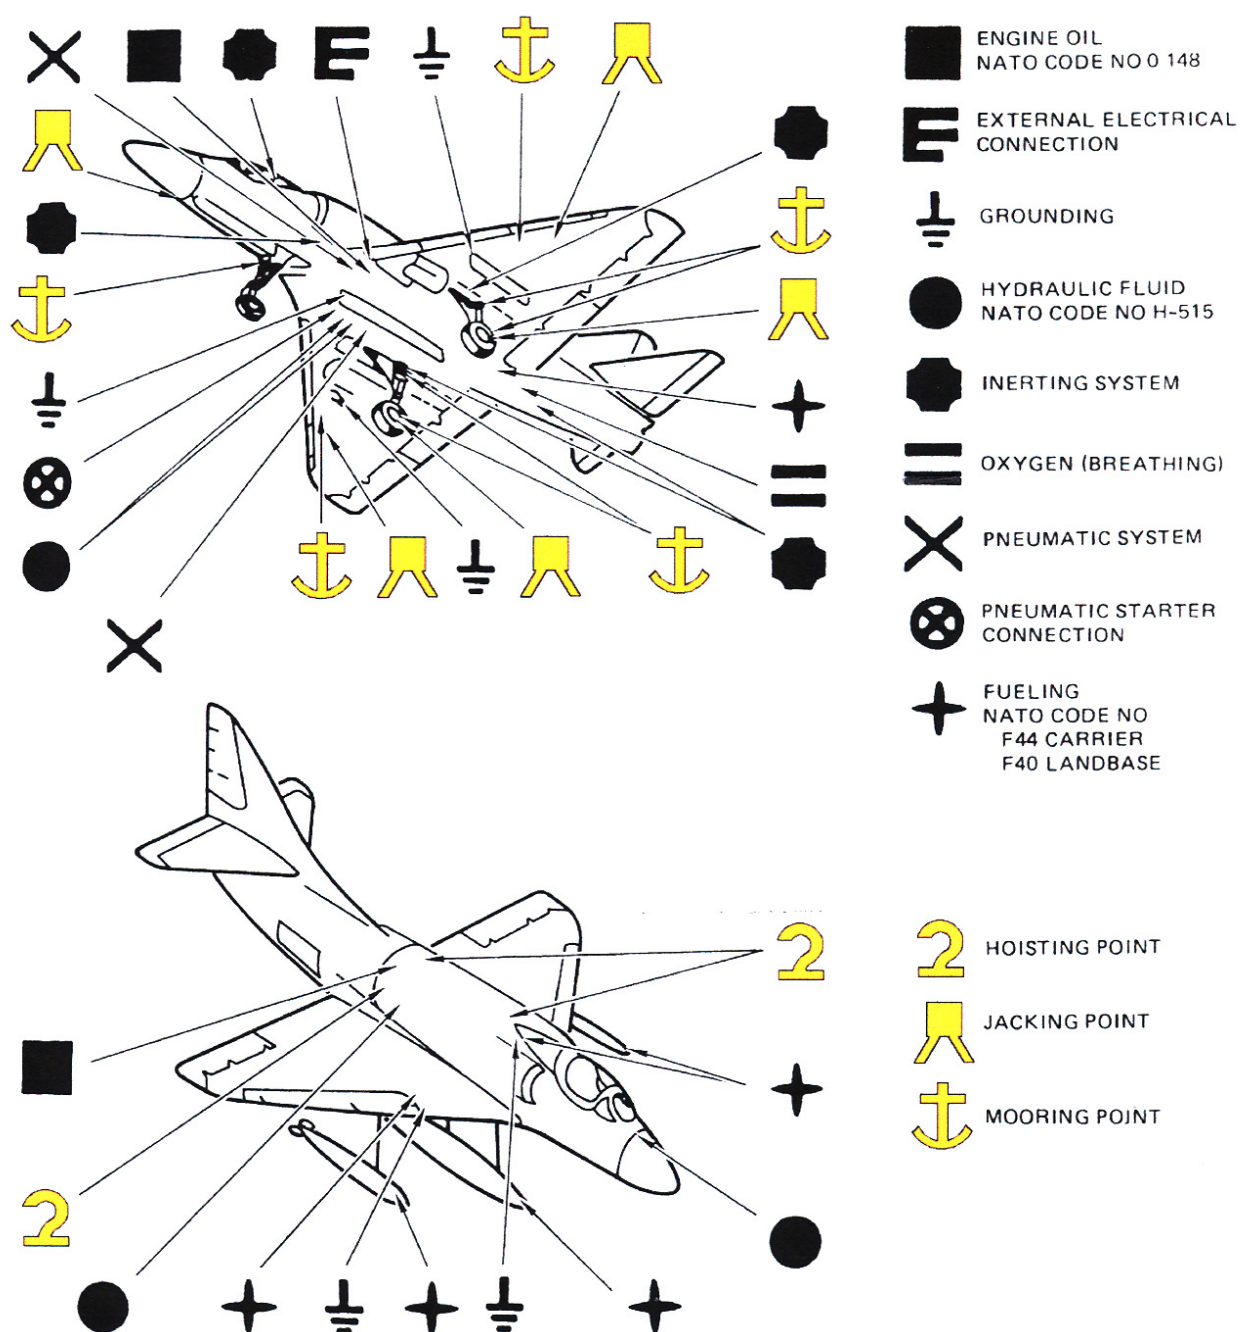 ENGINE OIL
NATO CODE NO 0 148
EXTERNAL ELECTRICAL
CONNECTION
GROUNDING
HYDRAULIC FLUID
NATO CODE NO H-515
INERTING SYSTEM
OXYGEN (BREATHING)
PNEUMATIC SYSTEM
PNEUMATIC STARTER
CONNECTION
FUELING
NATO CODE NO
F44 CARRIER
F40 LANDBASE
HOISTING POINT
JACKING POINT
MOORING POINT